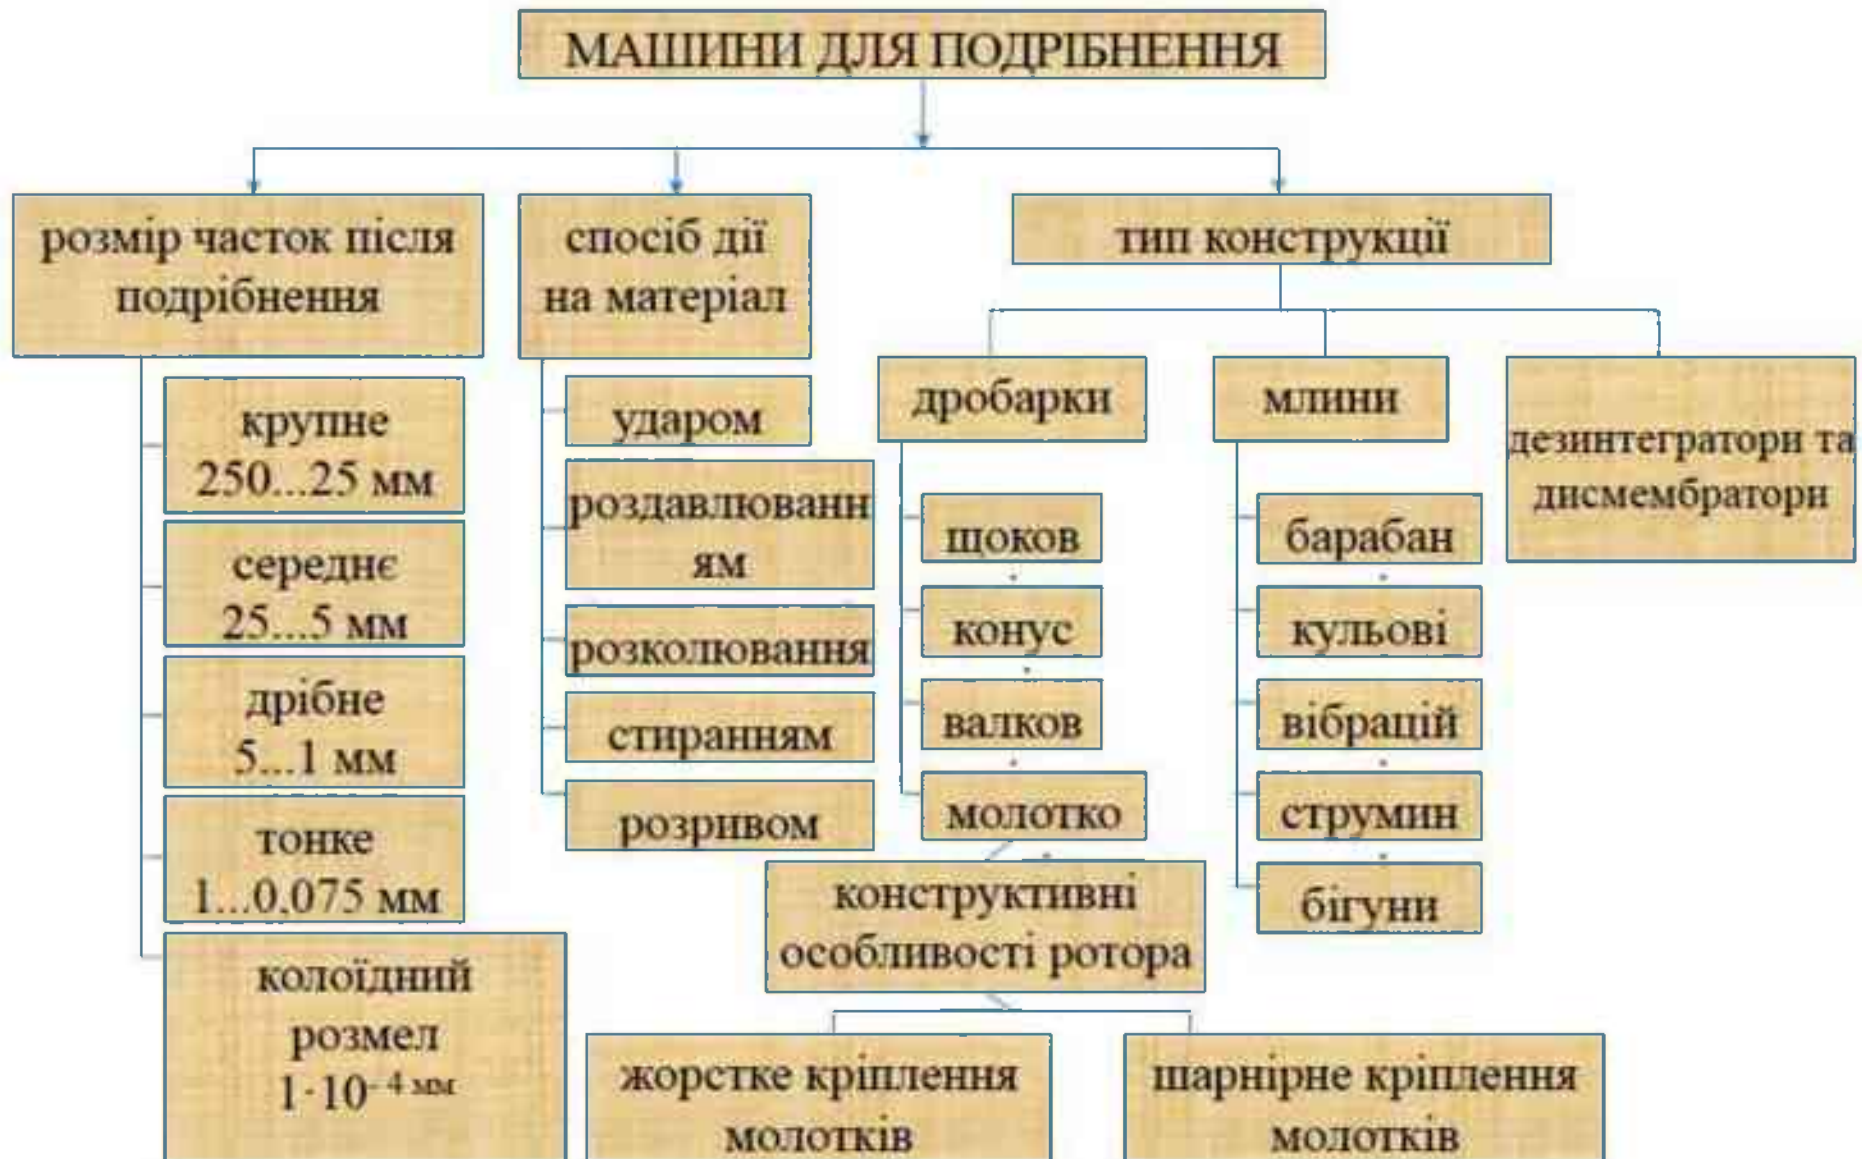 МАШИНИ ДЛЯ ПОДРІБНЕННЯ
розмір часток після
подрібнення
крупне
250...25 мм
середнє
25...5 мм
дрібне
5...1 мм
тонке
1...0,075 мм
колоїдний
розмел
1·10⁻⁴ мм
спосіб дії
на матеріал
ударом
роздавлюванн
ям
розколювання
стиранням
розривом
тип конструкції
дробарки
щоков
конус
валков
молотко
конструктивні
особливості ротора
жорстке кріплення
молотків
шарнірне кріплення
молотків
млини
барабан
кульові
вібрацій
струмин
бігуни
дезинтегратори та
дисмембратори